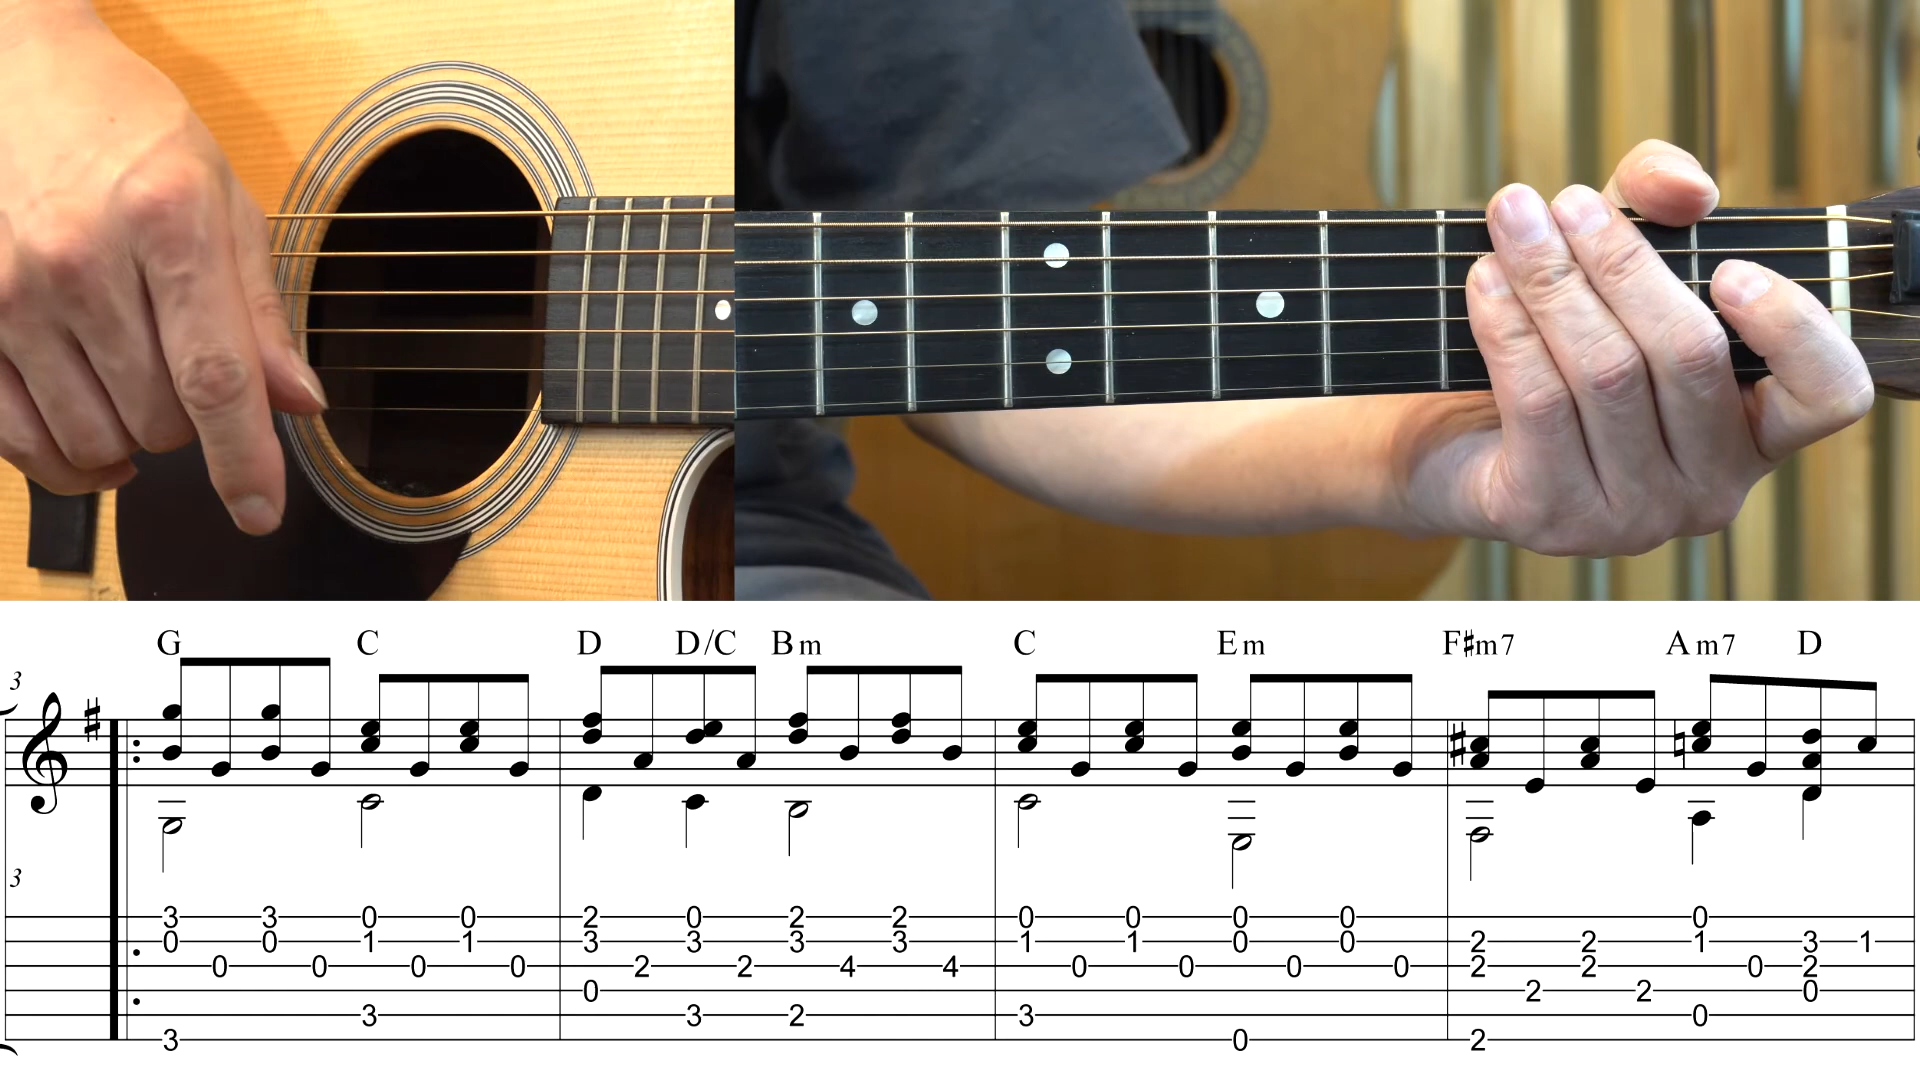 G C D D/C Bm C Em F#m7 Am7 D
3
3
3 3 0 0 2 0 2 2 0 0 0 0 0
0 0 1 1 3 3 3 3 1 1 0 0 2 2 1 3 1
0 0 0 0 2 2 4 4 0 0 0 0 2 2 0 2
0 2 2 0
3 3 2 3 0
3 0 2